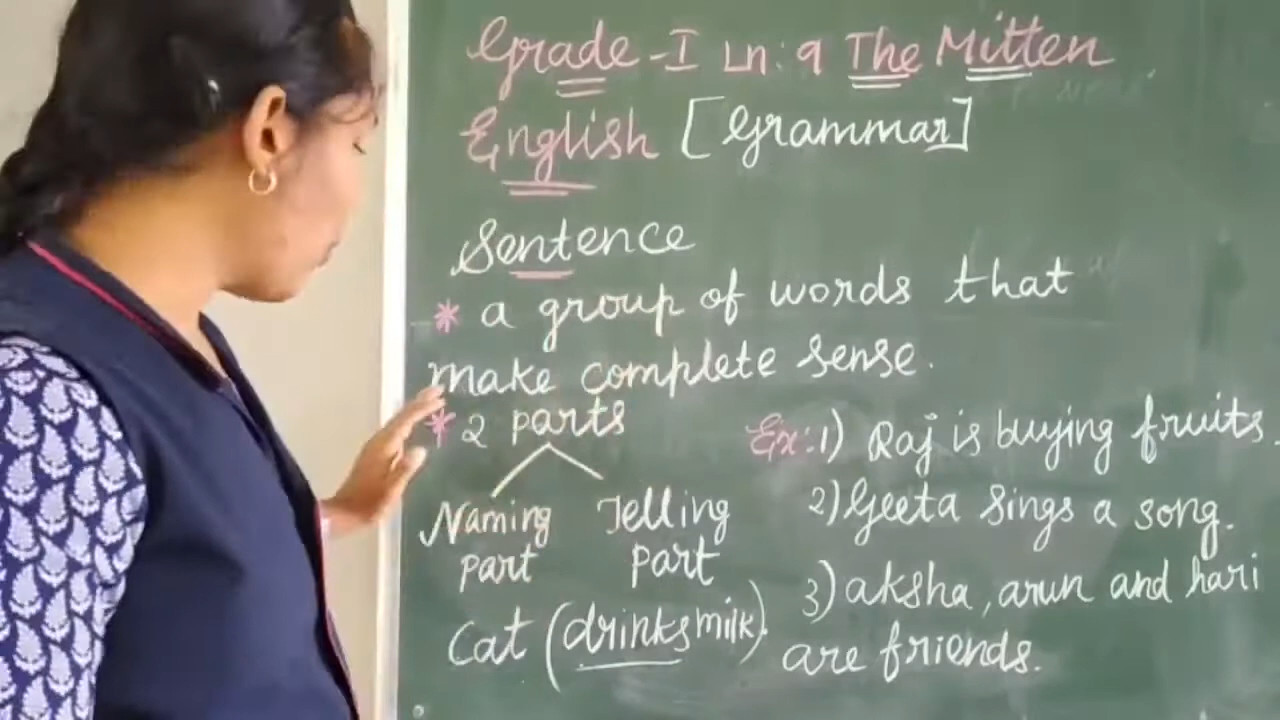 Grade-I Ln: 9 The Mitten
English [Grammar]
Sentence
* a group of words that
make complete sense.
* 2 parts
Naming part
Telling part
Cat (drinks milk).
Ex: 1) Raj is buying fruits.
2) Geeta sings a song.
3) aksha, arun and hari
are friends.